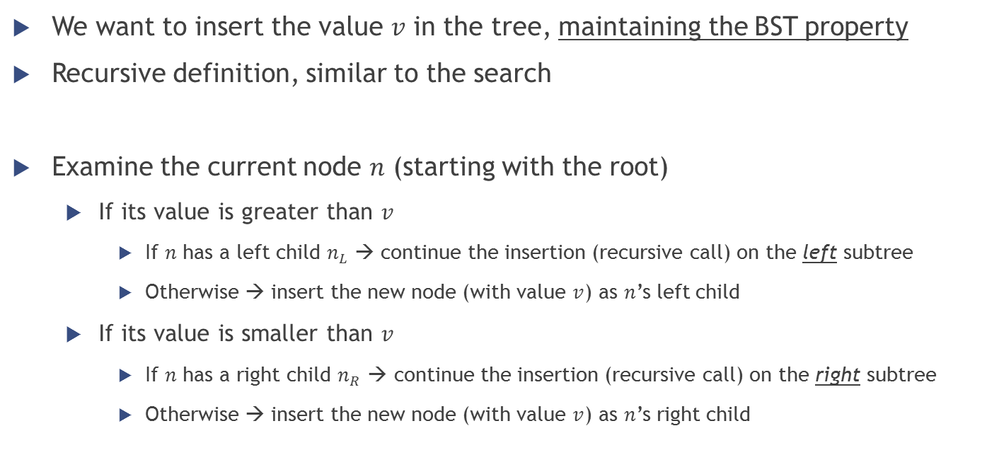 We want to insert the value v in the tree, maintaining the BST property
Recursive definition, similar to the search
Examine the current node n (starting with the root)
If its value is greater than v
If n has a left child n_L → continue the insertion (recursive call) on the left subtree
Otherwise → insert the new node (with value v) as n’s left child
If its value is smaller than v
If n has a right child n_R → continue the insertion (recursive call) on the right subtree
Otherwise → insert the new node (with value v) as n’s right child